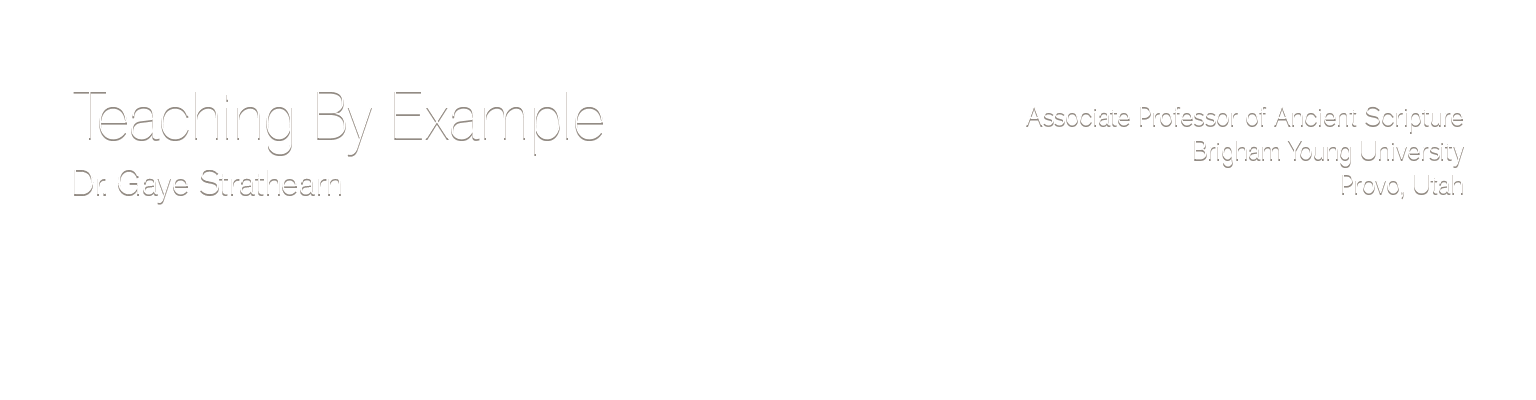 Teaching By Example
Dr. Gaye Strathearn
Associate Professor of Ancient Scripture
Brigham Young University
Provo, Utah